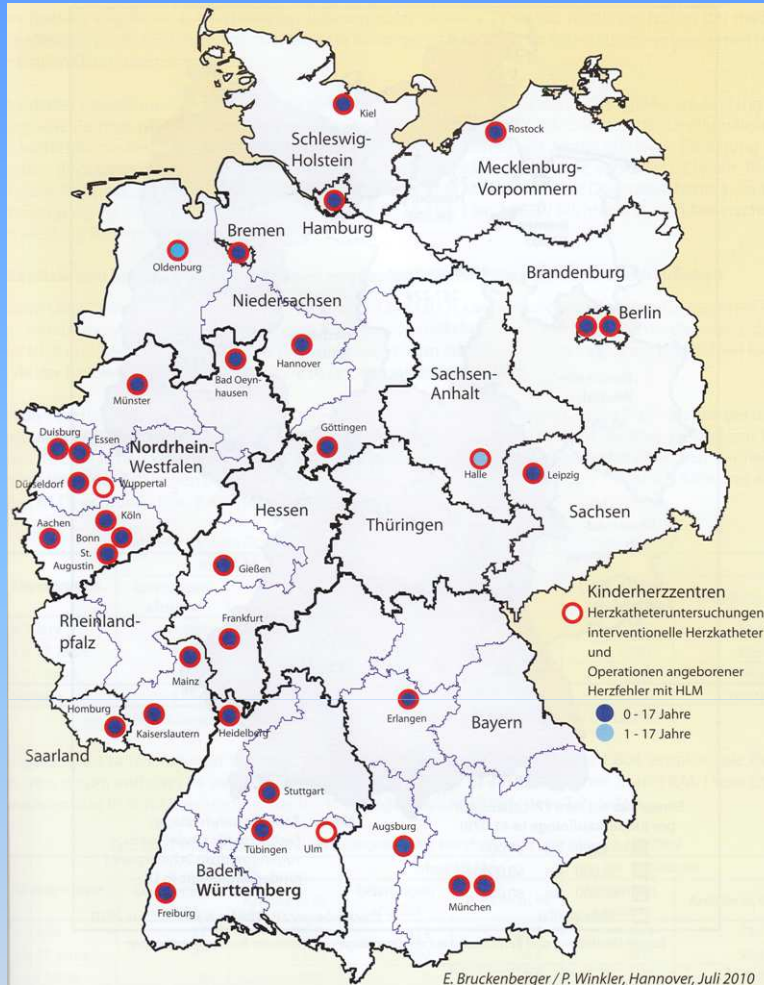 Kiel
Rostock
Schleswig-
Holstein
Mecklenburg-
Vorpommern
Hamburg
Bremen
Oldenburg
Brandenburg
Niedersachsen
Berlin
Hannover
Bad Oeyn-
hausen
Sachsen-
Anhalt
Münster
Duisburg
Essen
Göttingen
Nordrhein-
Westfalen
Halle
Leipzig
Düsseldorf
Wuppertal
Sachsen
Hessen
Thüringen
Aachen
Köln
Bonn
St.
Augustin
Gießen
Kinderherzzentren
Herzkatheteruntersuchungen
interventionelle Herzkatheter
und
Operationen angeborener
Herzfehler mit HLM
0 - 17 Jahre
1 - 17 Jahre
Rheinland-
pfalz
Frankfurt
Mainz
Homburg
Kaiserslautern
Heidelberg
Erlangen
Bayern
Saarland
Stuttgart
Tübingen
Ulm
Augsburg
Baden-
Württemberg
Freiburg
München
E. Bruckenberger / P. Winkler, Hannover, Juli 2010